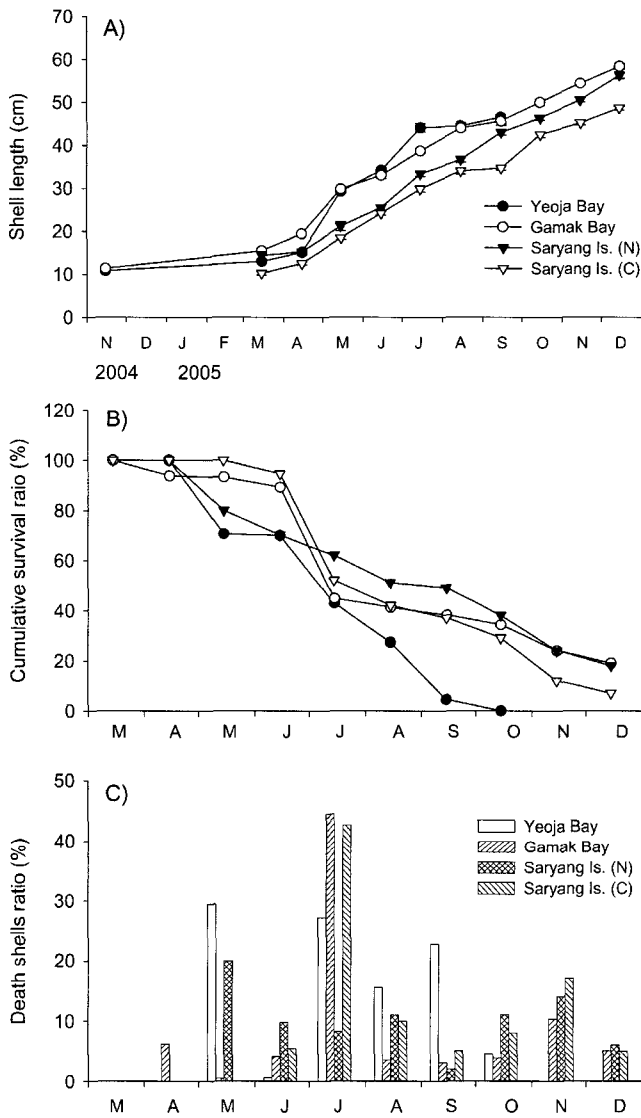 A)
Shell length (cm)
70
60
50
40
30
20
10
0
Yeoja Bay
Gamak Bay
Saryang Is. (N)
Saryang Is. (C)
N D J F M A M J J A S O N D
2004 2005
B)
Cumulative survival raio (%)
120
100
80
60
40
20
0
M A M J J A S O N D
C)
Death shells ratio (%)
50
40
30
20
10
0
Yeoja Bay
Gamak Bay
Saryang Is. (N)
Saryang Is. (C)
M A M J J A S O N D